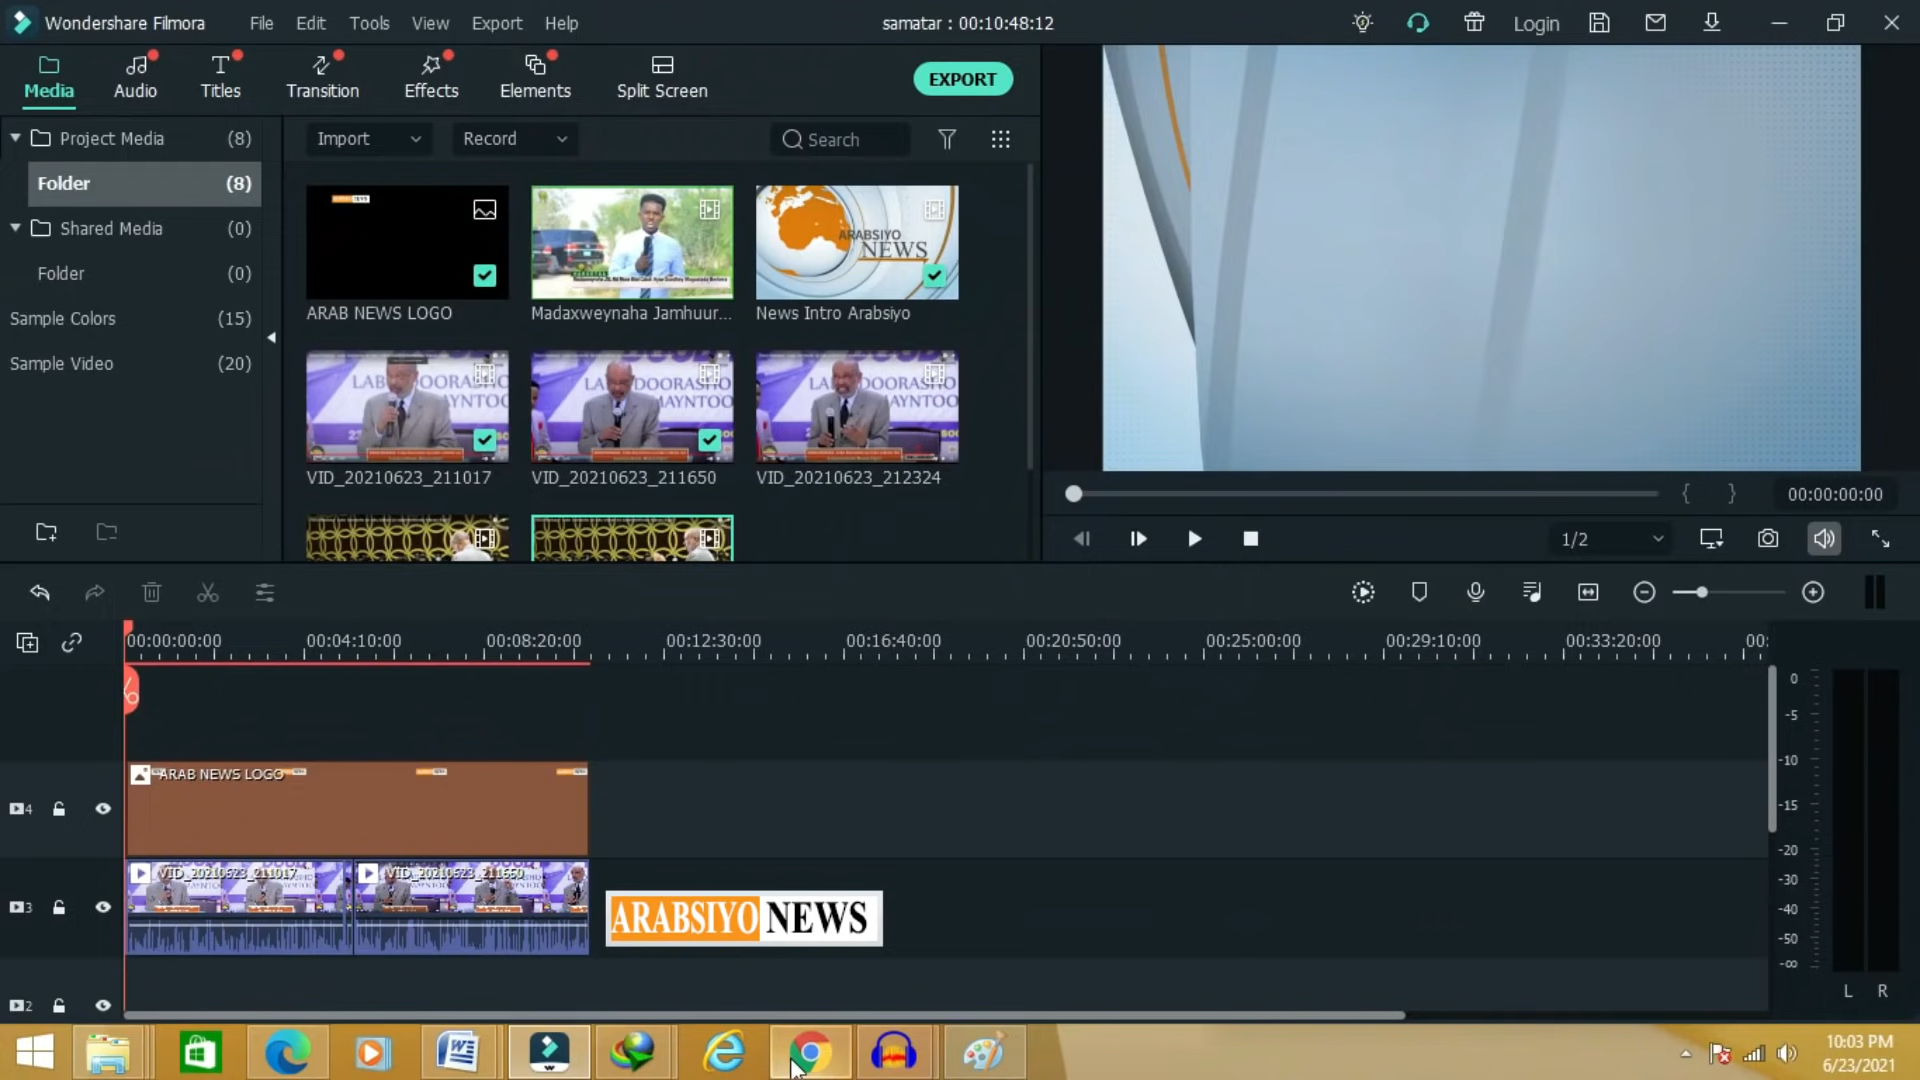 Wondershare Filmora
File
Edit
Tools
View
Export
Help
samatar : 00:10:48:12
Login
Media
Audio
Titles
Transition
Effects
Elements
Split Screen
EXPORT
Project Media (8)
Folder (8)
Shared Media (0)
Folder (0)
Sample Colors (15)
Sample Video (20)
Import
Record
Search
ARAB NEWS LOGO
Madaxweynaha Jamhuur...
ARABSIYO
NEWS
News Intro Arabsiyo
VID_20210623_211017
VID_20210623_211650
VID_20210623_212324
00:00:00:00
1/2
00:00:00:00
00:04:10:00
00:08:20:00
00:12:30:00
00:16:40:00
00:20:50:00
00:25:00:00
00:29:10:00
00:33:20:00
00:
ARAB NEWS LOGO
4
VID_20210623_211017
VID_20210623_211650
3
ARABSIYO NEWS
2
0
-5
-10
-15
-20
-30
-40
-50
-∞
L R
10:03 PM
6/23/2021